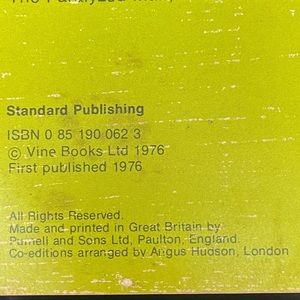 Standard Publishing
ISBN 0 85 190 062 3
© Vine Books Ltd 1976
First published 1976
All Rights Reserved.
Made and printed in Great Britain by
Purnell and Sons Ltd, Paulton, England
Co-editions arranged by Angus Hudson, London